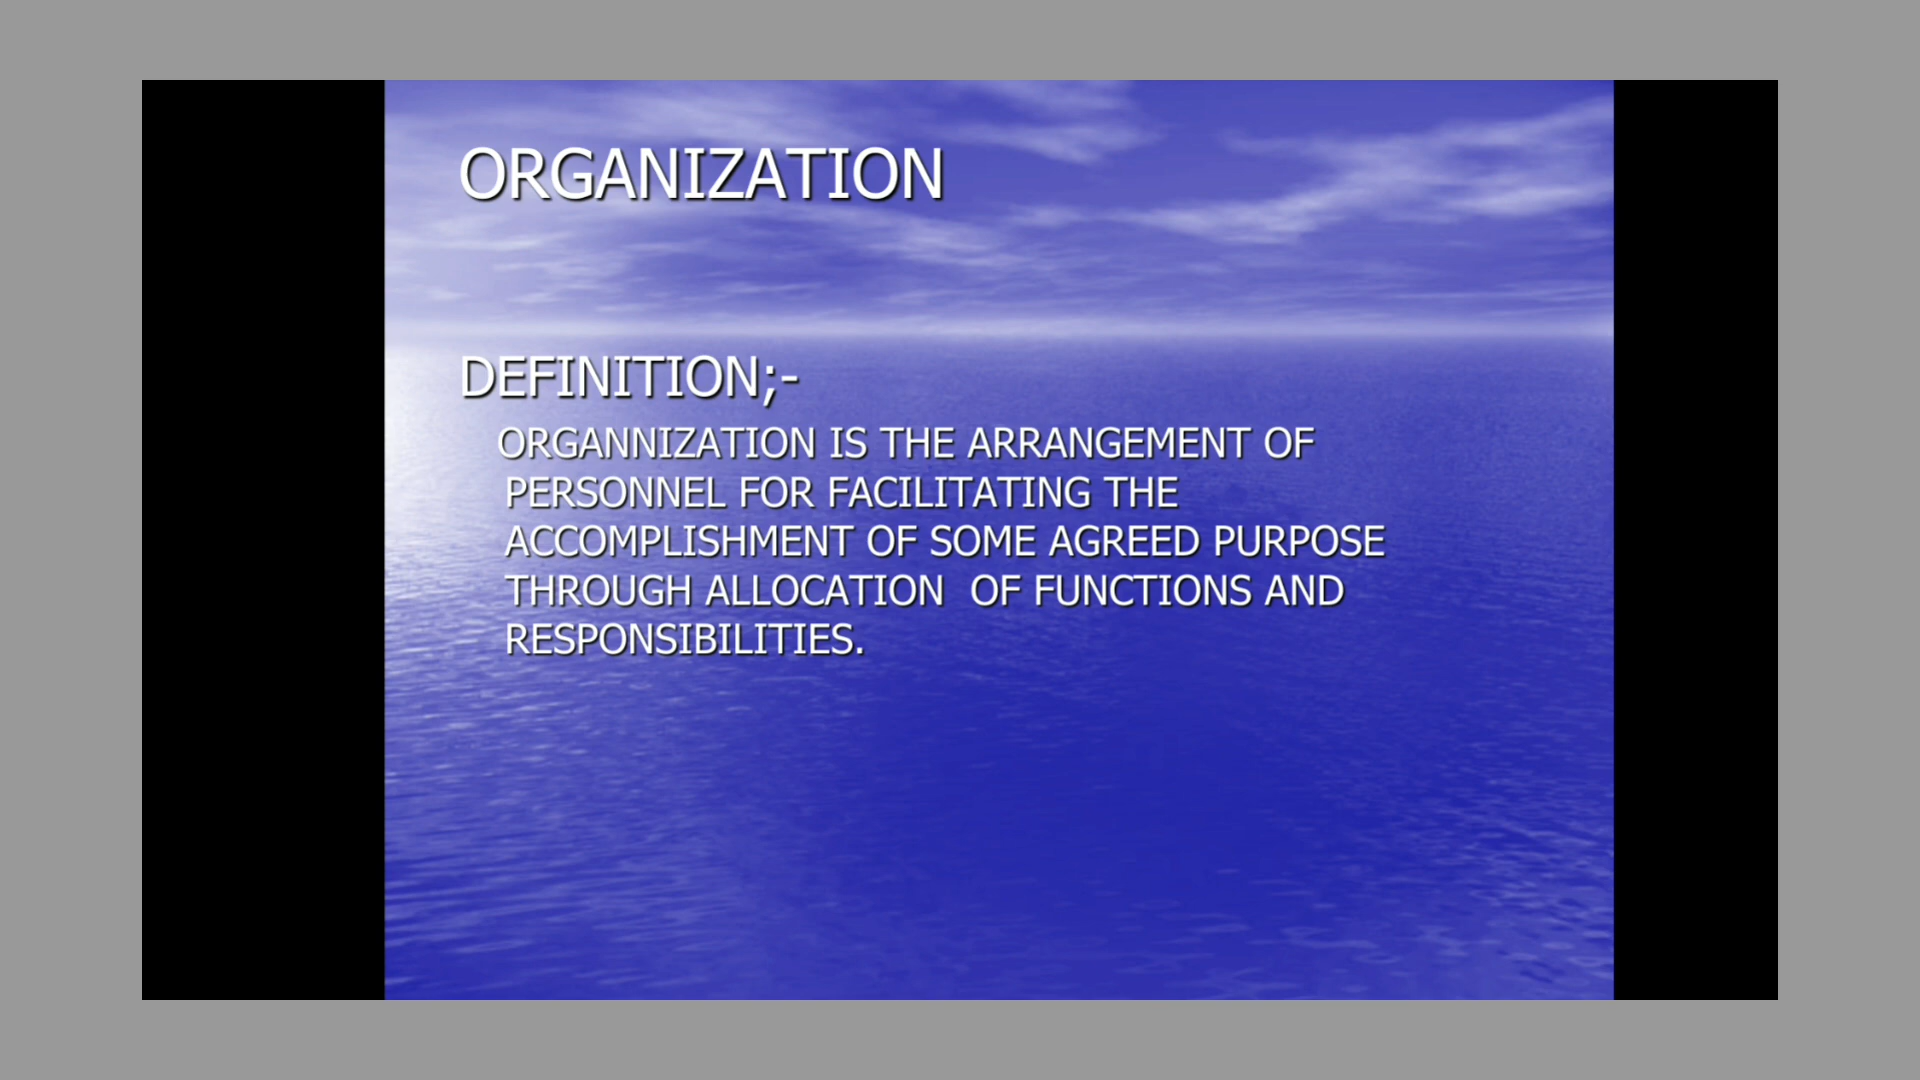 ORGANIZATION
DEFINITION;-
ORGANNIZATION IS THE ARRANGEMENT OF
PERSONNEL FOR FACILITATING THE
ACCOMPLISHMENT OF SOME AGREED PURPOSE
THROUGH ALLOCATION  OF FUNCTIONS AND
RESPONSIBILITIES.